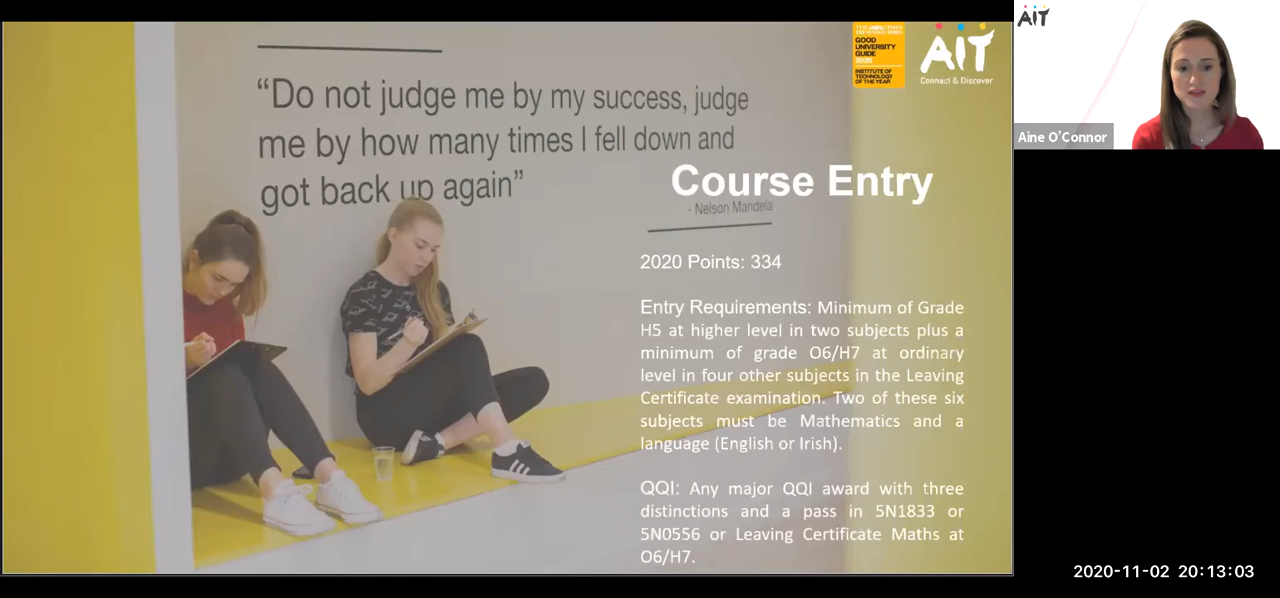 “Do not judge me by my success, judge
me by how many times I fell down and
got back up again”
- Nelson Mandela
GOOD
UNIVERSITY
GUIDE
2020
INSTITUTE OF
TECHNOLOGY
OF THE YEAR
AIT
Connect & Discover
Course Entry
2020 Points: 334
Entry Requirements: Minimum of Grade
H5 at higher level in two subjects plus a
minimum of grade O6/H7 at ordinary
level in four other subjects in the Leaving
Certificate examination. Two of these six
subjects must be Mathematics and a
language (English or Irish).
QQI: Any major QQI award with three
distinctions and a pass in 5N1833 or
5N0556 or Leaving Certificate Maths at
O6/H7.
AIT
Aine O’Connor
2020-11-02 20:13:03